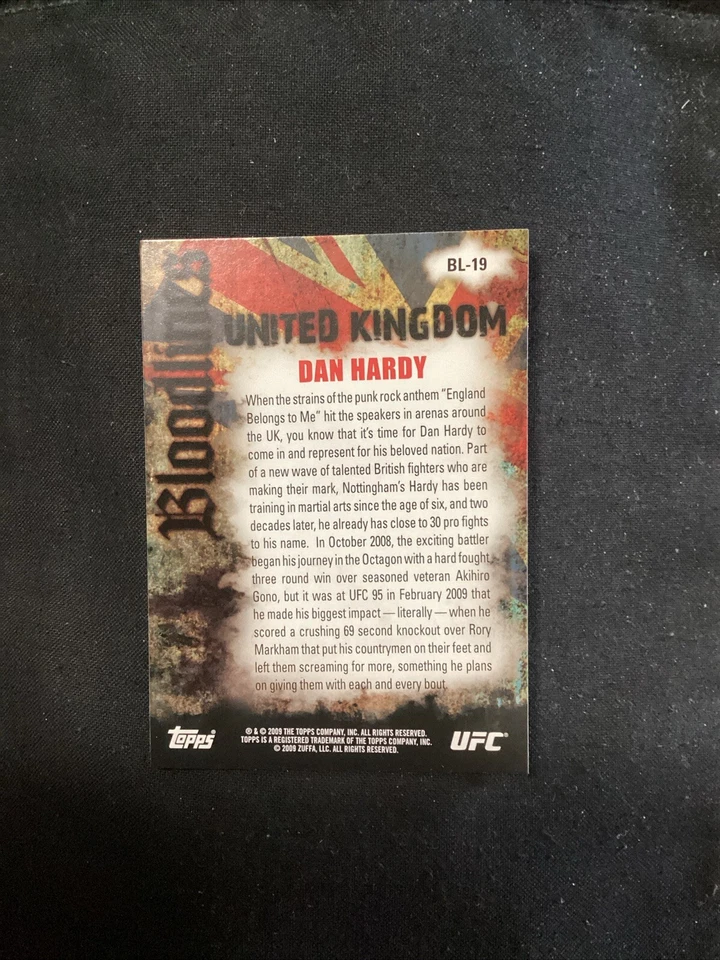 BL-19
Bloodlines
UNITED KINGDOM
DAN HARDY
When the strains of the punk rock anthem "England
Belongs to Me" hit the speakers in arenas around
the UK, you know that it's time for Dan Hardy to
come in and represent for his beloved nation. Part
of a new wave of talented British fighters who are
making their mark, Nottingham's Hardy has been
training in martial arts since the age of six, and two
decades later, he already has close to 30 pro fights
to his name. In October 2008, the exciting battler
began his journey in the Octagon with a hard fought,
three round win over seasoned veteran Akihiro
Gono, but it was at UFC 95 in February 2009 that
he made his biggest impact — literally — when he
scored a crushing 69 second knockout over Rory
Markham that put his countrymen on their feet and
left them screaming for more, something he plans
on giving them with each and every bout.
Topps
® & © 2009 THE TOPPS COMPANY, INC. ALL RIGHTS RESERVED.
TOPPS IS A REGISTERED TRADEMARK OF THE TOPPS COMPANY, INC.
© 2009 ZUFFA, LLC. ALL RIGHTS RESERVED.
UFC®